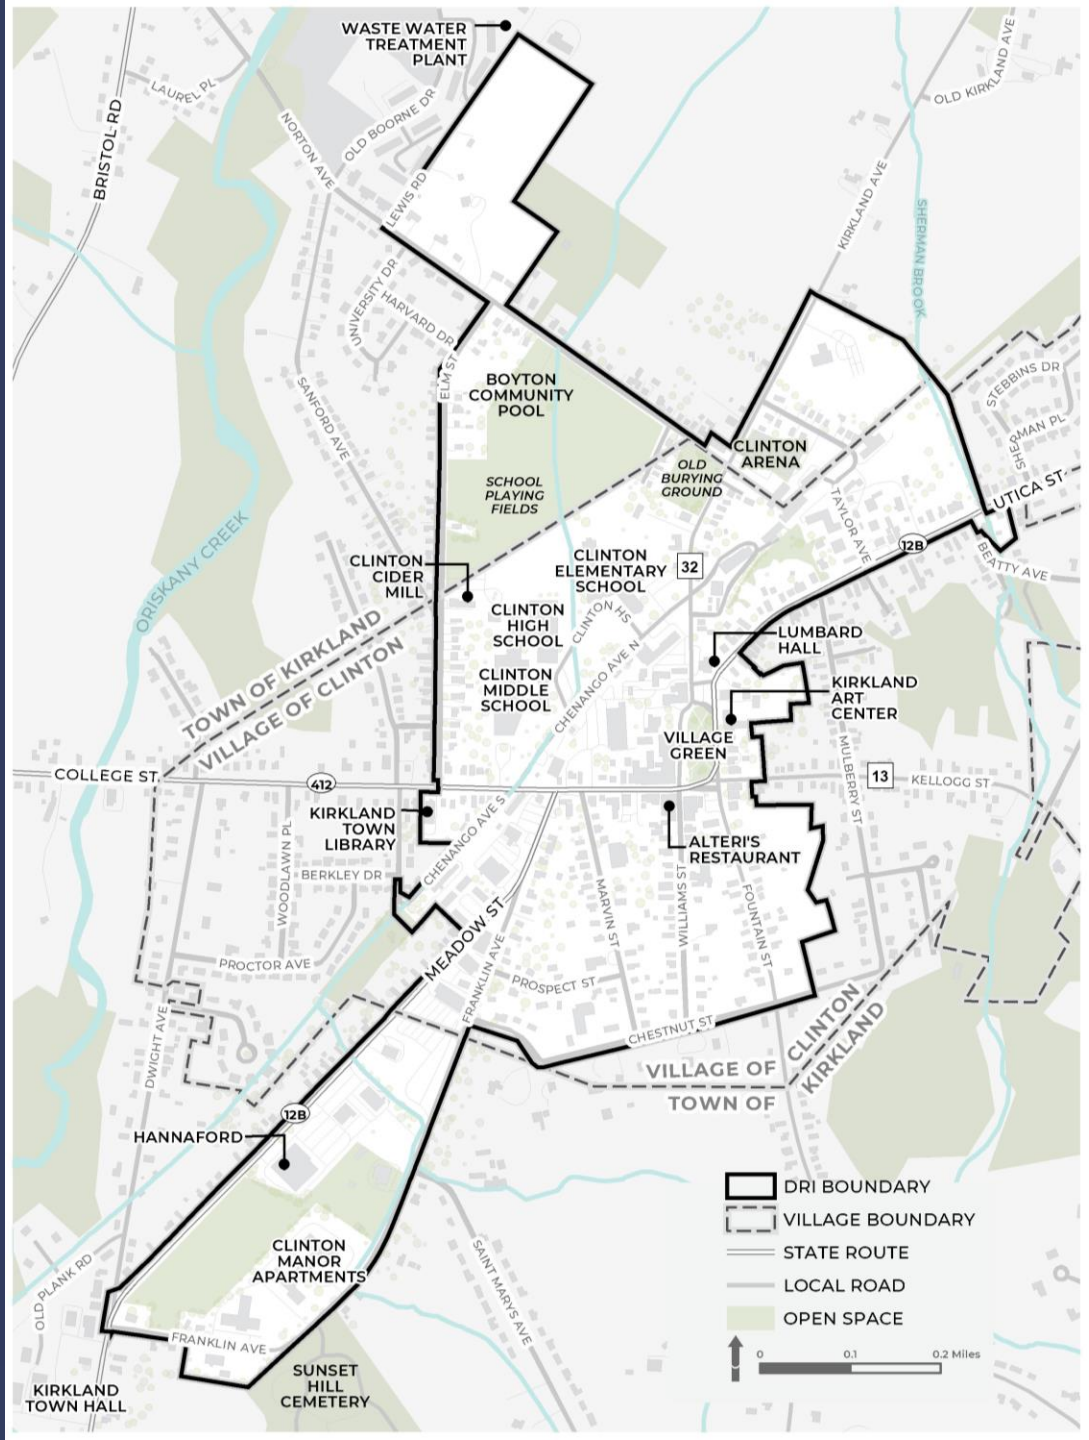 WASTE WATER
TREATMENT
PLANT
LAUREL PL
BRISTOL RD
NORTON AVE
OLD BOORNE DR
LEWIS RD
OLD KIRKLAND AVE
KIRKLAND AVE
SHERMAN BROOK
UNIVERSITY DR
HARVARD DR
ELM ST
SANFORD AVE
BOYTON
COMMUNITY
POOL
STEBBINS DR
SHERMAN PL
CLINTON
ARENA
OLD
BURYING
GROUND
SCHOOL
PLAYING
FIELDS
UTICA ST
TAYLOR AVE
12B
BEATTY AVE
ORISKANY CREEK
CLINTON
CIDER
MILL
CLINTON
ELEMENTARY
SCHOOL
32
CLINTON
HIGH
SCHOOL
CLINTON HS
TOWN OF KIRKLAND
VILLAGE OF CLINTON
LUMBARD
HALL
CLINTON
MIDDLE
SCHOOL
CHENANGO AVE N
KIRKLAND
ART
CENTER
VILLAGE
GREEN
MULBERRY ST
COLLEGE ST
412
13
KELLOGG ST
KIRKLAND
TOWN
LIBRARY
CHENANGO AVE S
WOODLAWN PL
BERKLEY DR
ALTERI'S
RESTAURANT
MARVIN ST
WILLIAMS ST
FOUNTAIN ST
MEADOW ST
PROCTOR AVE
FRANKLIN AVE
PROSPECT ST
CHESTNUT ST
DWIGHT AVE
VILLAGE OF CLINTON
TOWN OF KIRKLAND
12B
HANNAFORD
CLINTON
MANOR
APARTMENTS
OLD PLANK RD
SAINT MARYS AVE
FRANKLIN AVE
SUNSET
HILL
CEMETERY
KIRKLAND
TOWN HALL
DRI BOUNDARY
VILLAGE BOUNDARY
STATE ROUTE
LOCAL ROAD
OPEN SPACE
0 0.1 0.2 Miles